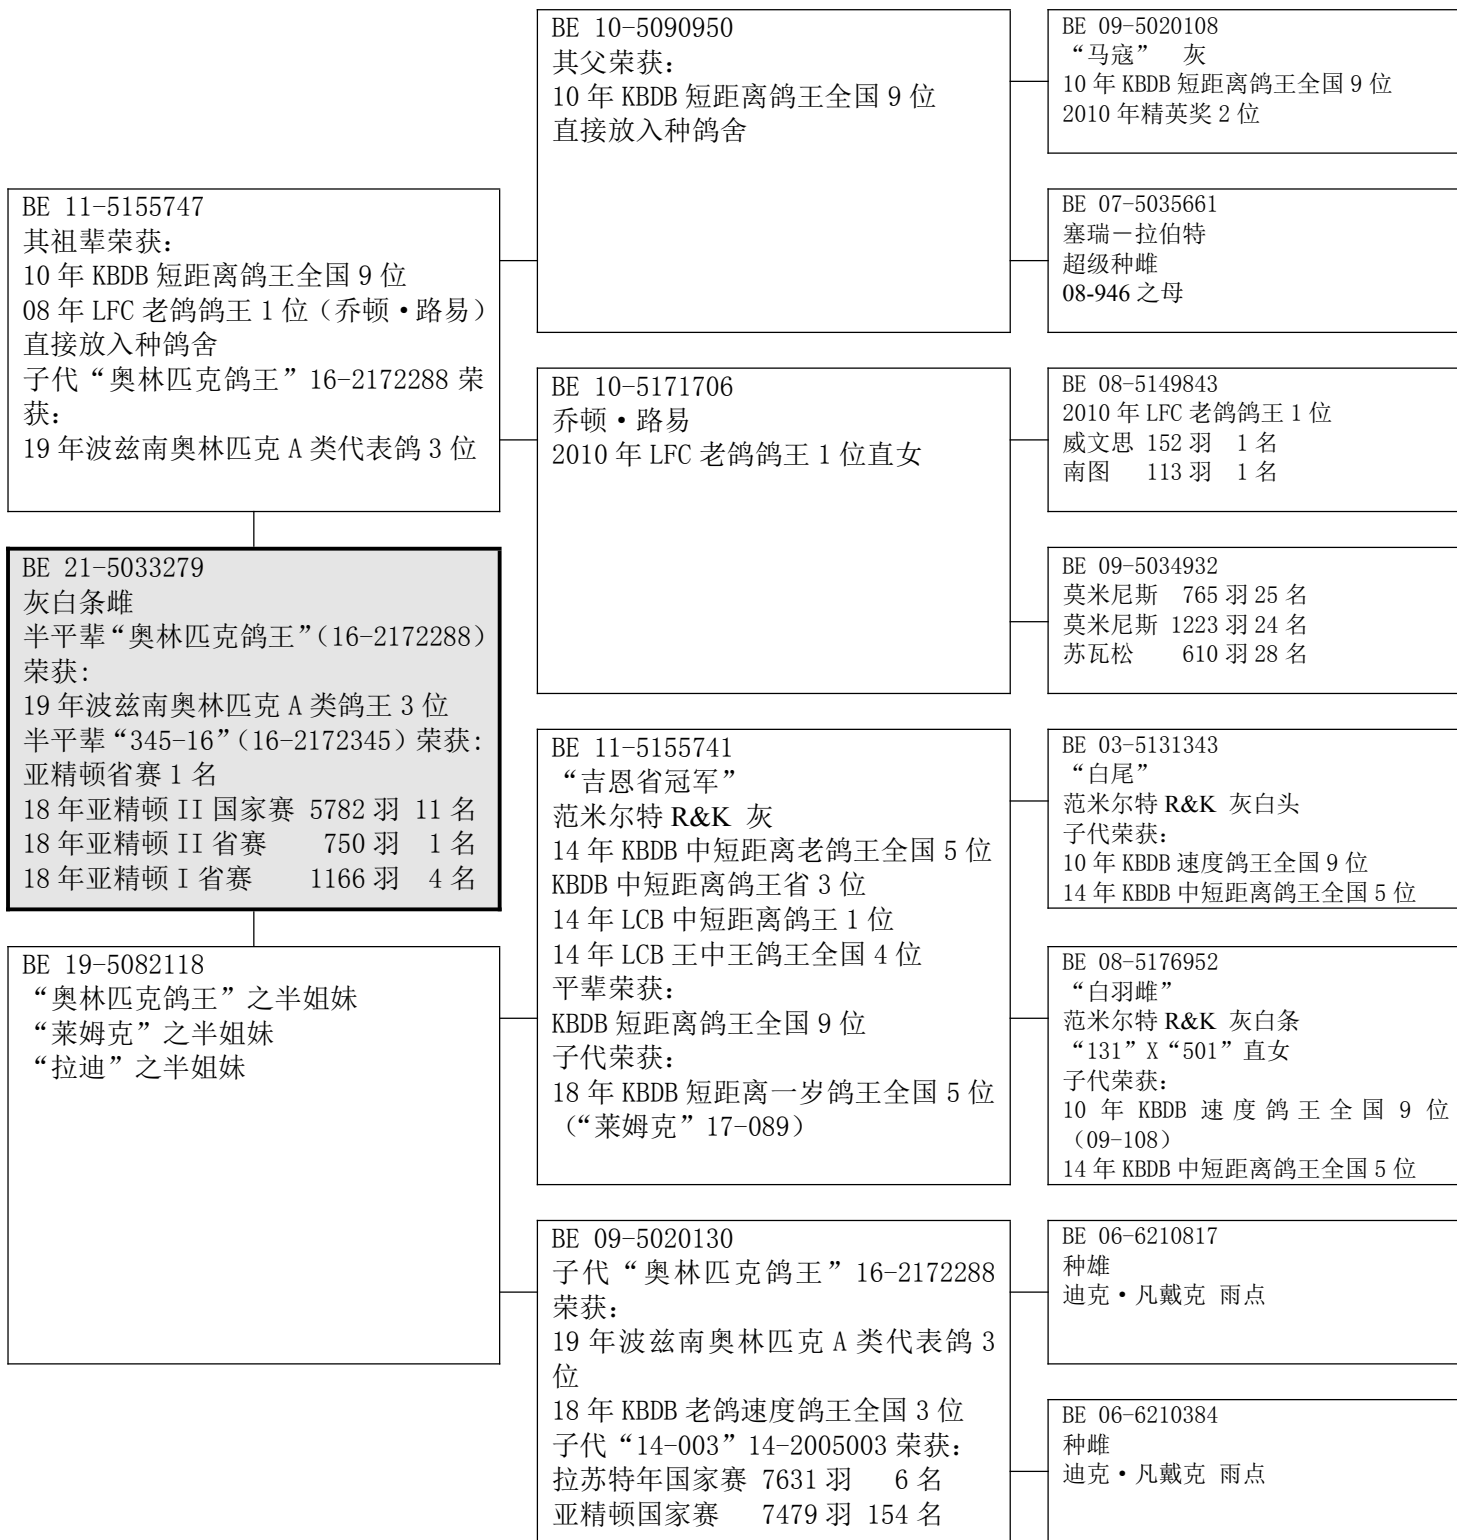 BE 11-5155747
其祖辈荣获：
10 年 KBDB 短距离鸽王全国 9 位
08 年 LFC 老鸽鸽王 1 位（乔顿·路易）
直接放入种鸽舍
子代“奥林匹克鸽王”16-2172288 荣
获：
19 年波兹南奥林匹克 A 类代表鸽 3 位
BE 21-5033279
灰白条雌
半平辈“奥林匹克鸽王”（16-2172288）
荣获：
19 年波兹南奥林匹克 A 类鸽王 3 位
半平辈“345-16”（16-2172345）荣获：
亚精顿省赛 1 名
18 年亚精顿 II 国家赛 5782 羽 11 名
18 年亚精顿 II 省赛 750 羽 1 名
18 年亚精顿 I 省赛 1166 羽 4 名
BE 19-5082118
“奥林匹克鸽王”之半姐妹
“莱姆克”之半姐妹
“拉迪”之半姐妹
BE 10-5090950
其父荣获：
10 年 KBDB 短距离鸽王全国 9 位
直接放入种鸽舍
BE 10-5171706
乔顿·路易
2010 年 LFC 老鸽鸽王 1 位直女
BE 11-5155741
“吉恩省冠军”
范米尔特 R&K 灰
14 年 KBDB 中短距离老鸽王全国 5 位
KBDB 中短距离鸽王省 3 位
14 年 LCB 中短距离鸽王 1 位
14 年 LCB 王中王鸽王全国 4 位
平辈荣获：
KBDB 短距离鸽王全国 9 位
子代荣获：
18 年 KBDB 短距离一岁鸽王全国 5 位
（“莱姆克”17-089）
BE 09-5020130
子代“奥林匹克鸽王”16-2172288
荣获：
19 年波兹南奥林匹克 A 类代表鸽 3
位
18 年 KBDB 老鸽速度鸽王全国 3 位
子代“14-003”14-2005003 荣获：
拉苏特年国家赛 7631 羽 6 名
亚精顿国家赛 7479 羽 154 名
BE 09-5020108
“马寇” 灰
10 年 KBDB 短距离鸽王全国 9 位
2010 年精英奖 2 位
BE 07-5035661
塞瑞－拉伯特
超级种雌
08-946 之母
BE 08-5149843
2010 年 LFC 老鸽鸽王 1 位
威文思 152 羽 1 名
南图 113 羽 1 名
BE 09-5034932
莫米尼斯 765 羽 25 名
莫米尼斯 1223 羽 24 名
苏瓦松 610 羽 28 名
BE 03-5131343
“白尾”
范米尔特 R&K 灰白头
子代荣获：
10 年 KBDB 速度鸽王全国 9 位
14 年 KBDB 中短距离鸽王全国 5 位
BE 08-5176952
“白羽雌”
范米尔特 R&K 灰白条
“131”X“501”直女
子代荣获：
10 年 KBDB 速度鸽王全国 9 位
（09-108）
14 年 KBDB 中短距离鸽王全国 5 位
BE 06-6210817
种雄
迪克·凡戴克 雨点
BE 06-6210384
种雌
迪克·凡戴克 雨点